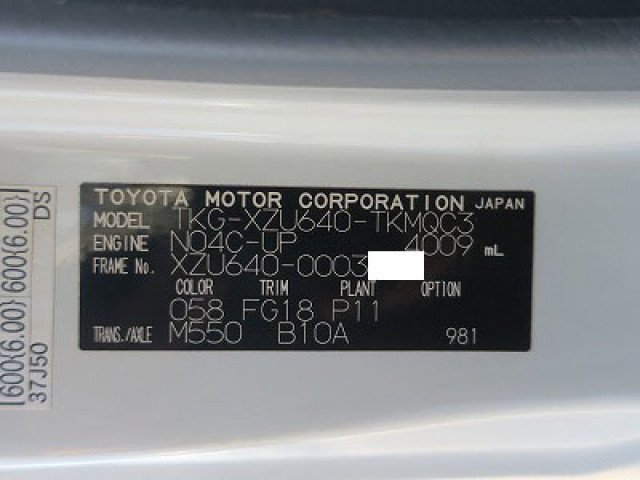 TOYOTA MOTOR CORPORATION JAPAN
MODEL TKG-XZU640-TKMQC3
ENGINE N04C-UP 4009 mL
FRAME No. XZU640-0003
COLOR TRIM PLANT OPTION
058 FG18 P11
TRANS./AXLE M550 B10A 981
600{6.00} 600{6.00}
37J50 DS